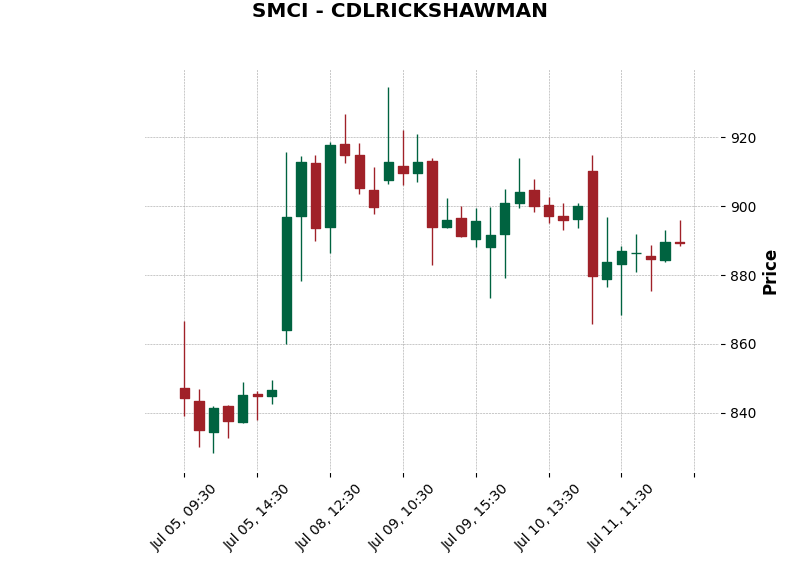 SMCI - CDLRICKSHAWMAN
920
900
880
860
840
Price
Jul 05, 09:30
Jul 05, 14:30
Jul 08, 12:30
Jul 09, 10:30
Jul 09, 15:30
Jul 10, 13:30
Jul 11, 11:30